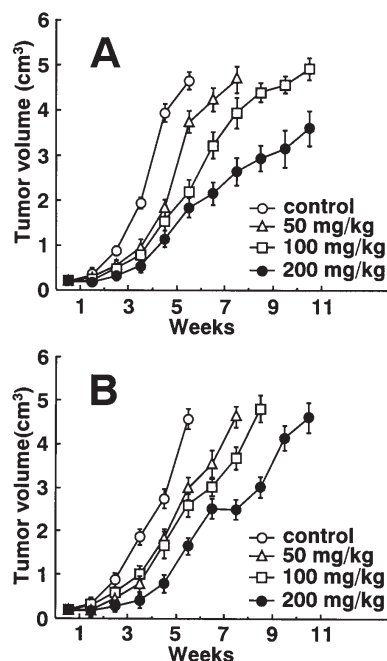 A
Tumor volume (cm³)
6
5
4
3
2
1
0
control
50 mg/kg
100 mg/kg
200 mg/kg
1 3 5 7 9 11
Weeks
B
Tumor volume(cm³)
6
5
4
3
2
1
0
control
50 mg/kg
100 mg/kg
200 mg/kg
1 3 5 7 9 11
Weeks